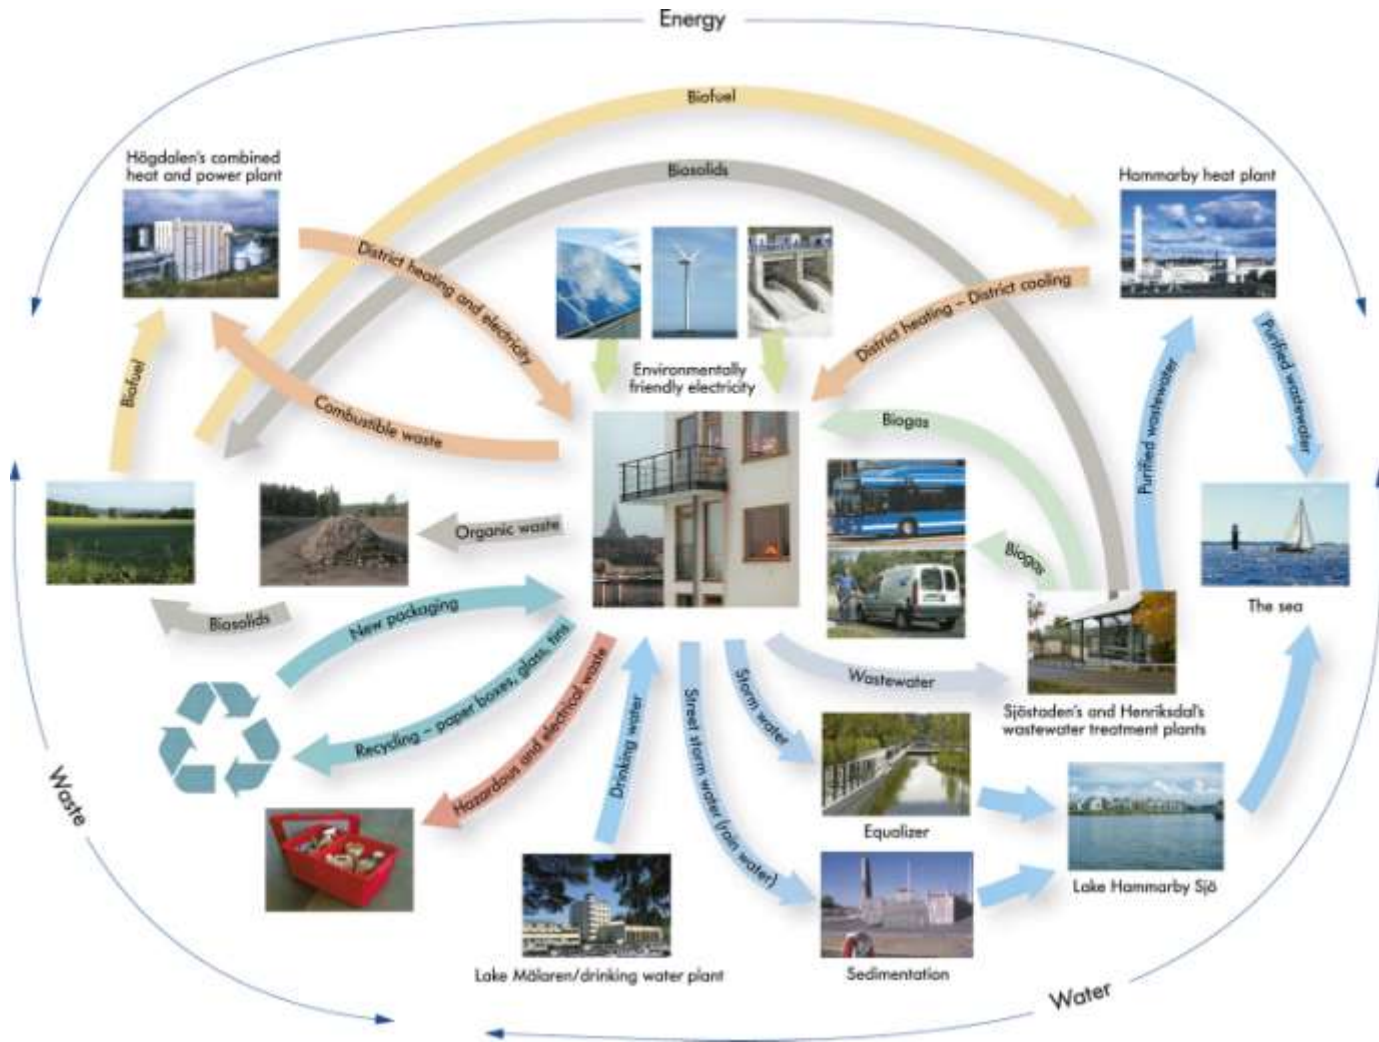 Energy
Biofuel
Högdalen's combined
heat and power plant
Biosolids
Hammarby heat plant
District heating and electricity
District heating – District cooling
Purified wastewater
Environmentally
friendly electricity
Biofuel
Combustible waste
Biogas
Purified wastewater
Organic waste
Biogas
The sea
Biosolids
New packaging
Recycling – paper boxes, glass, tins
Hazardous and electrical waste
Drinking water
Street storm water (rain water)
Storm water
Wastewater
Sjöstaden's and Henriksdal's
wastewater treatment plants
Waste
Equalizer
Lake Hammarby Sjö
Lake Mälaren/drinking water plant
Sedimentation
Water